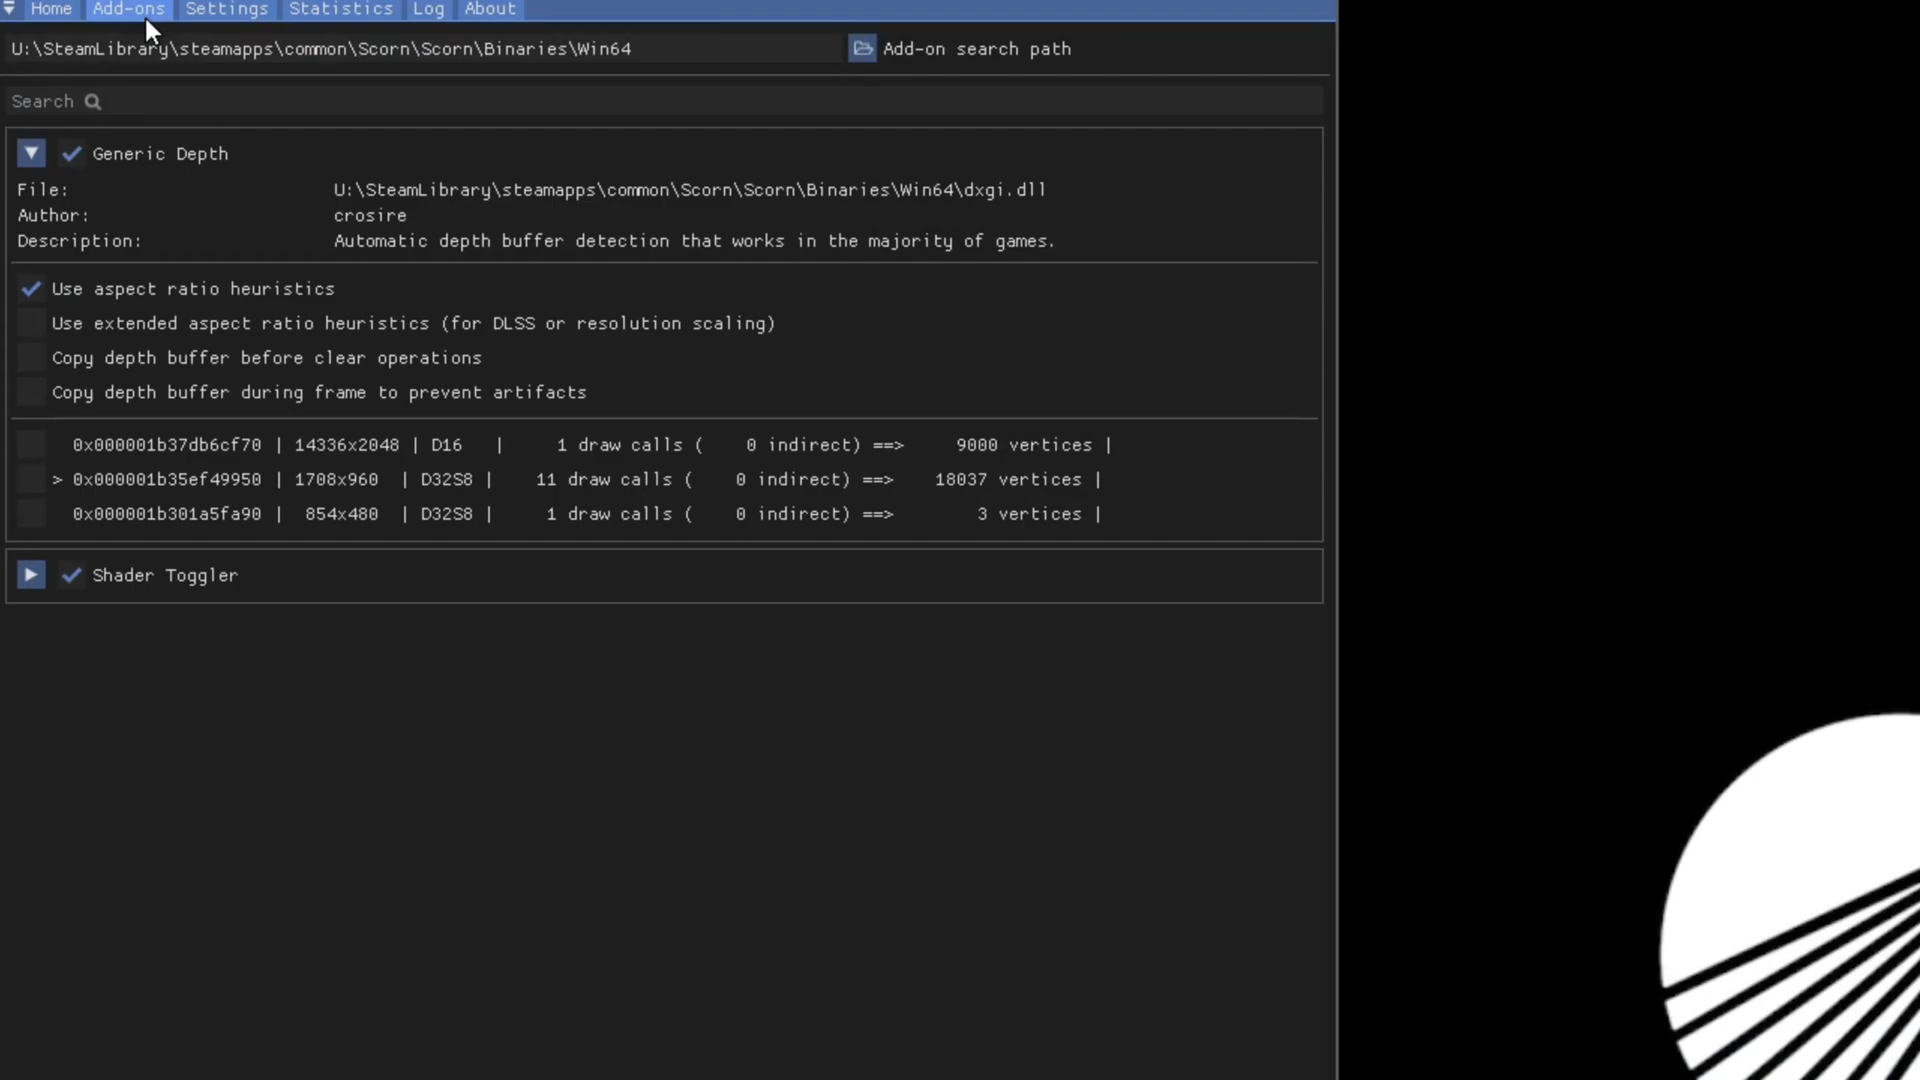 Home Add-ons Settings Statistics Log About
U:\SteamLibrary\steamapps\common\Scorn\Scorn\Binaries\Win64 Add-on search path
Search
Generic Depth
File: U:\SteamLibrary\steamapps\common\Scorn\Scorn\Binaries\Win64\dxgi.dll
Author: crosire
Description: Automatic depth buffer detection that works in the majority of games.
Use aspect ratio heuristics
Use extended aspect ratio heuristics (for DLSS or resolution scaling)
Copy depth buffer before clear operations
Copy depth buffer during frame to prevent artifacts
0x000001b37db6cf70 | 14336x2048 | D16 | 1 draw calls ( 0 indirect) ==> 9000 vertices |
> 0x000001b35ef49950 | 1708x960 | D32S8 | 11 draw calls ( 0 indirect) ==> 18037 vertices |
0x000001b301a5fa90 | 854x480 | D32S8 | 1 draw calls ( 0 indirect) ==> 3 vertices |
Shader Toggler